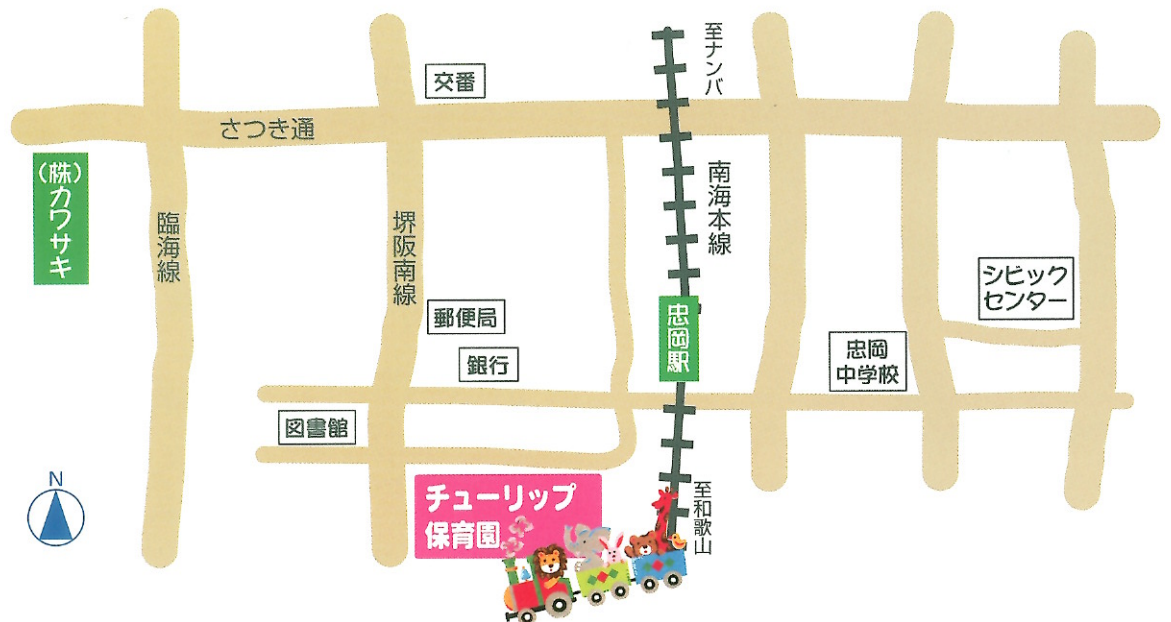 至ナンバ
交番
さつき通
(株)カワサキ
臨海線
堺阪南線
南海本線
シビック
センター
郵便局
忠岡駅
銀行
忠岡
中学校
図書館
N
チューリップ
保育園
至和歌山